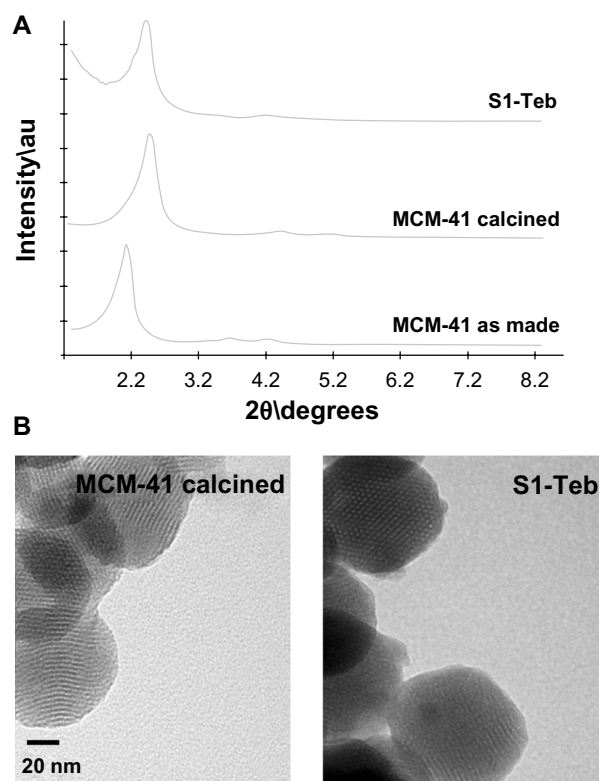 A
S1-Teb
MCM-41 calcined
MCM-41 as made
Intensity\au
2.2 3.2 4.2 5.2 6.2 7.2 8.2
2θ\degrees
B
MCM-41 calcined
S1-Teb
20 nm